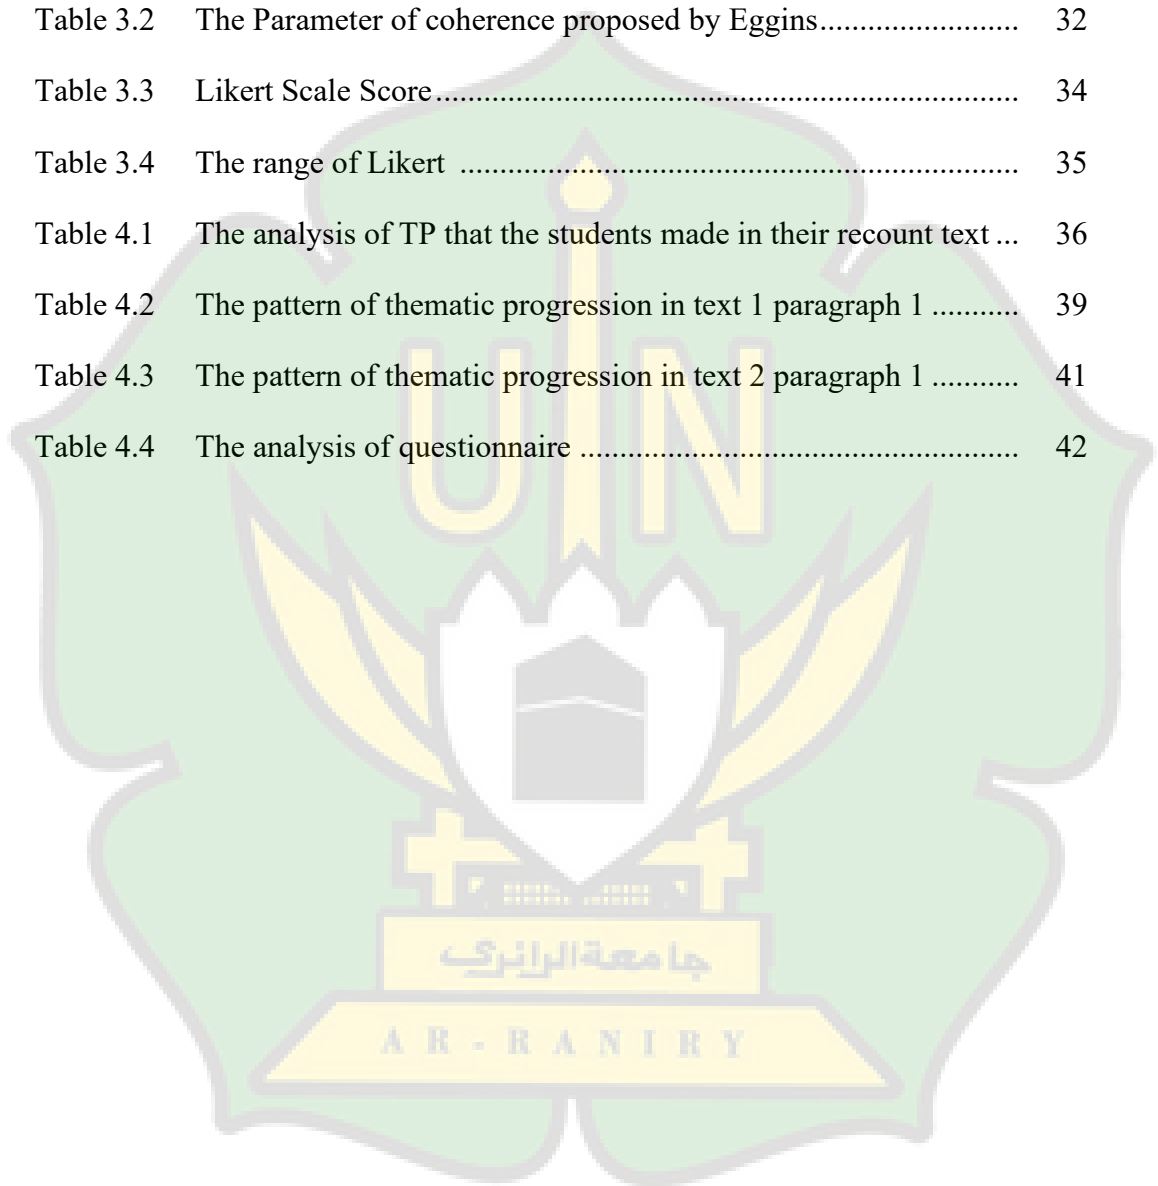 Table 3.2 The Parameter of coherence proposed by Eggins....................... 32
Table 3.3 Likert Scale Score....................................................................... 34
Table 3.4 The range of Likert .................................................................... 35
Table 4.1 The analysis of TP that the students made in their recount text ... 36
Table 4.2 The pattern of thematic progression in text 1 paragraph 1 ........... 39
Table 4.3 The pattern of thematic progression in text 2 paragraph 1 ........... 41
Table 4.4 The analysis of questionnaire ..................................................... 42
U I N
جامعة الرانري
AR-RANIRY